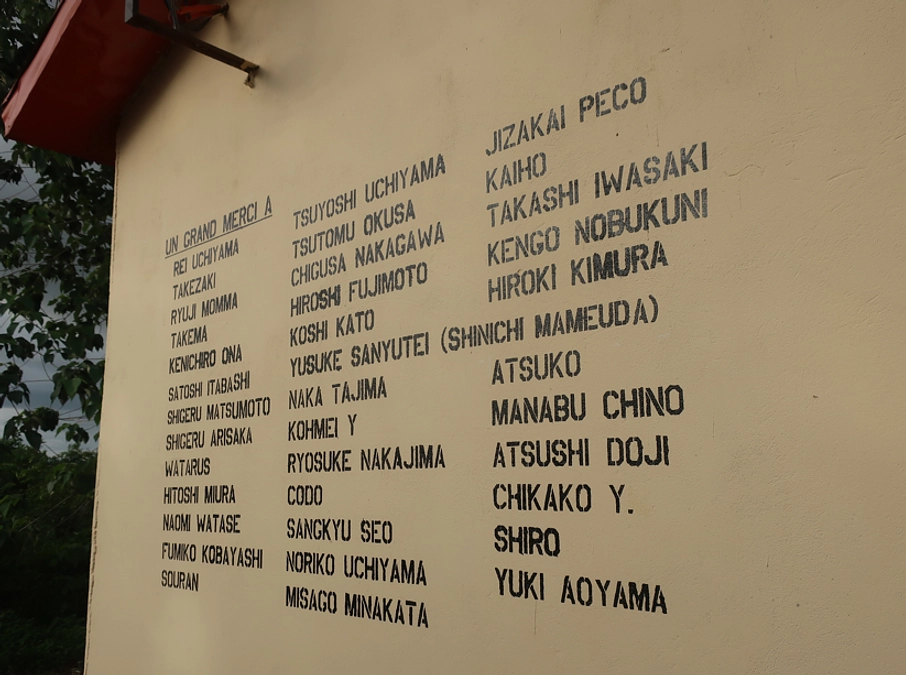 UN GRAND MERCI A
REI UCHIYAMA
TAKEZAKI
RYUJI MOMMA
TAKEMA
KENICHIRO ONA
SATOSHI ITABASHI
SHIGERU MATSUMOTO
SHIGERU ARISAKA
WATARUS
HITOSHI MIURA
NAOMI WATASE
FUMIKO KOBAYASHI
SOURAN
TSUYOSHI UCHIYAMA
TSUTOMU OKUSA
CHIGUSA NAKAGAWA
HIROSHI FUJIMOTO
KOSHI KATO
YUSUKE SANYUTEI (SHINICHI MAMEUDA)
NAKA TAJIMA
KOHMEI Y
RYOSUKE NAKAJIMA
CODO
SANGKYU SEO
NORIKO UCHIYAMA
MISAGO MINAKATA
JIZAKAI PECO
KAIHO
TAKASHI IWASAKI
KENGO NOBUKUNI
HIROKI KIMURA
ATSUKO
MANABU CHINO
ATSUSHI DOJI
CHIKAKO Y.
SHIRO
YUKI AOYAMA